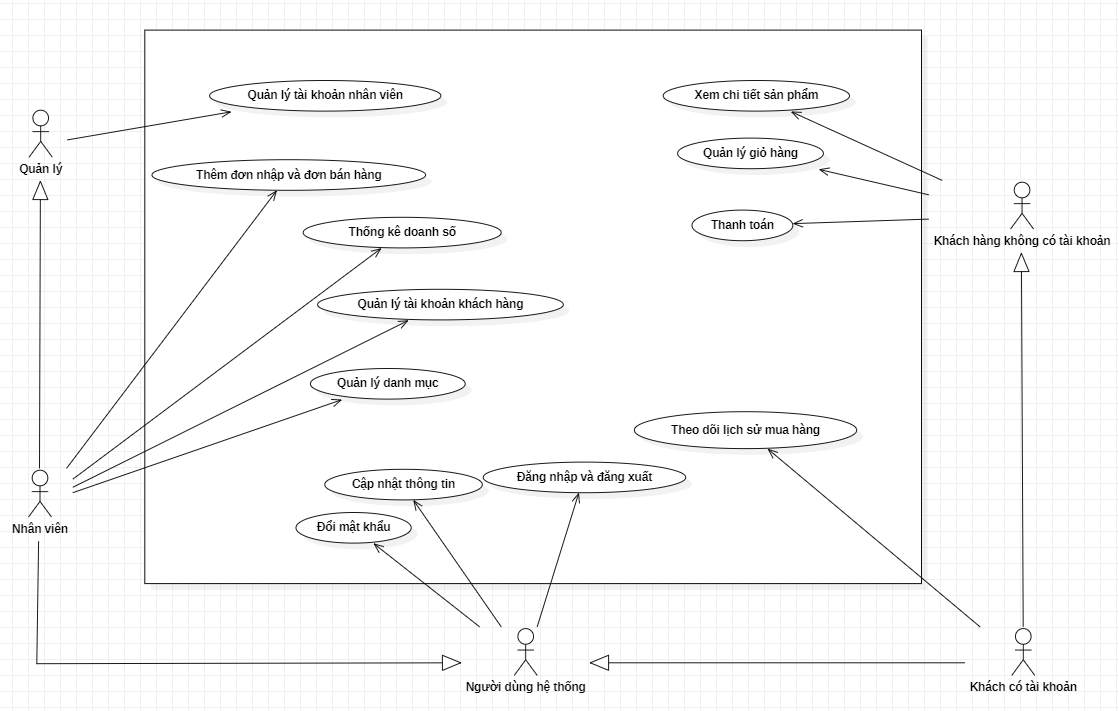 Quản lý tài khoản nhân viên
Xem chi tiết sản phẩm
Quản lý giỏ hàng
Quản lý
Thêm đơn nhập và đơn bán hàng
Thanh toán
Thống kê doanh số
Khách hàng không có tài khoản
Quản lý tài khoản khách hàng
Quản lý danh mục
Theo dõi lịch sử mua hàng
Cập nhật thông tin
Đăng nhập và đăng xuất
Đổi mật khẩu
Nhân viên
Người dùng hệ thống
Khách có tài khoản